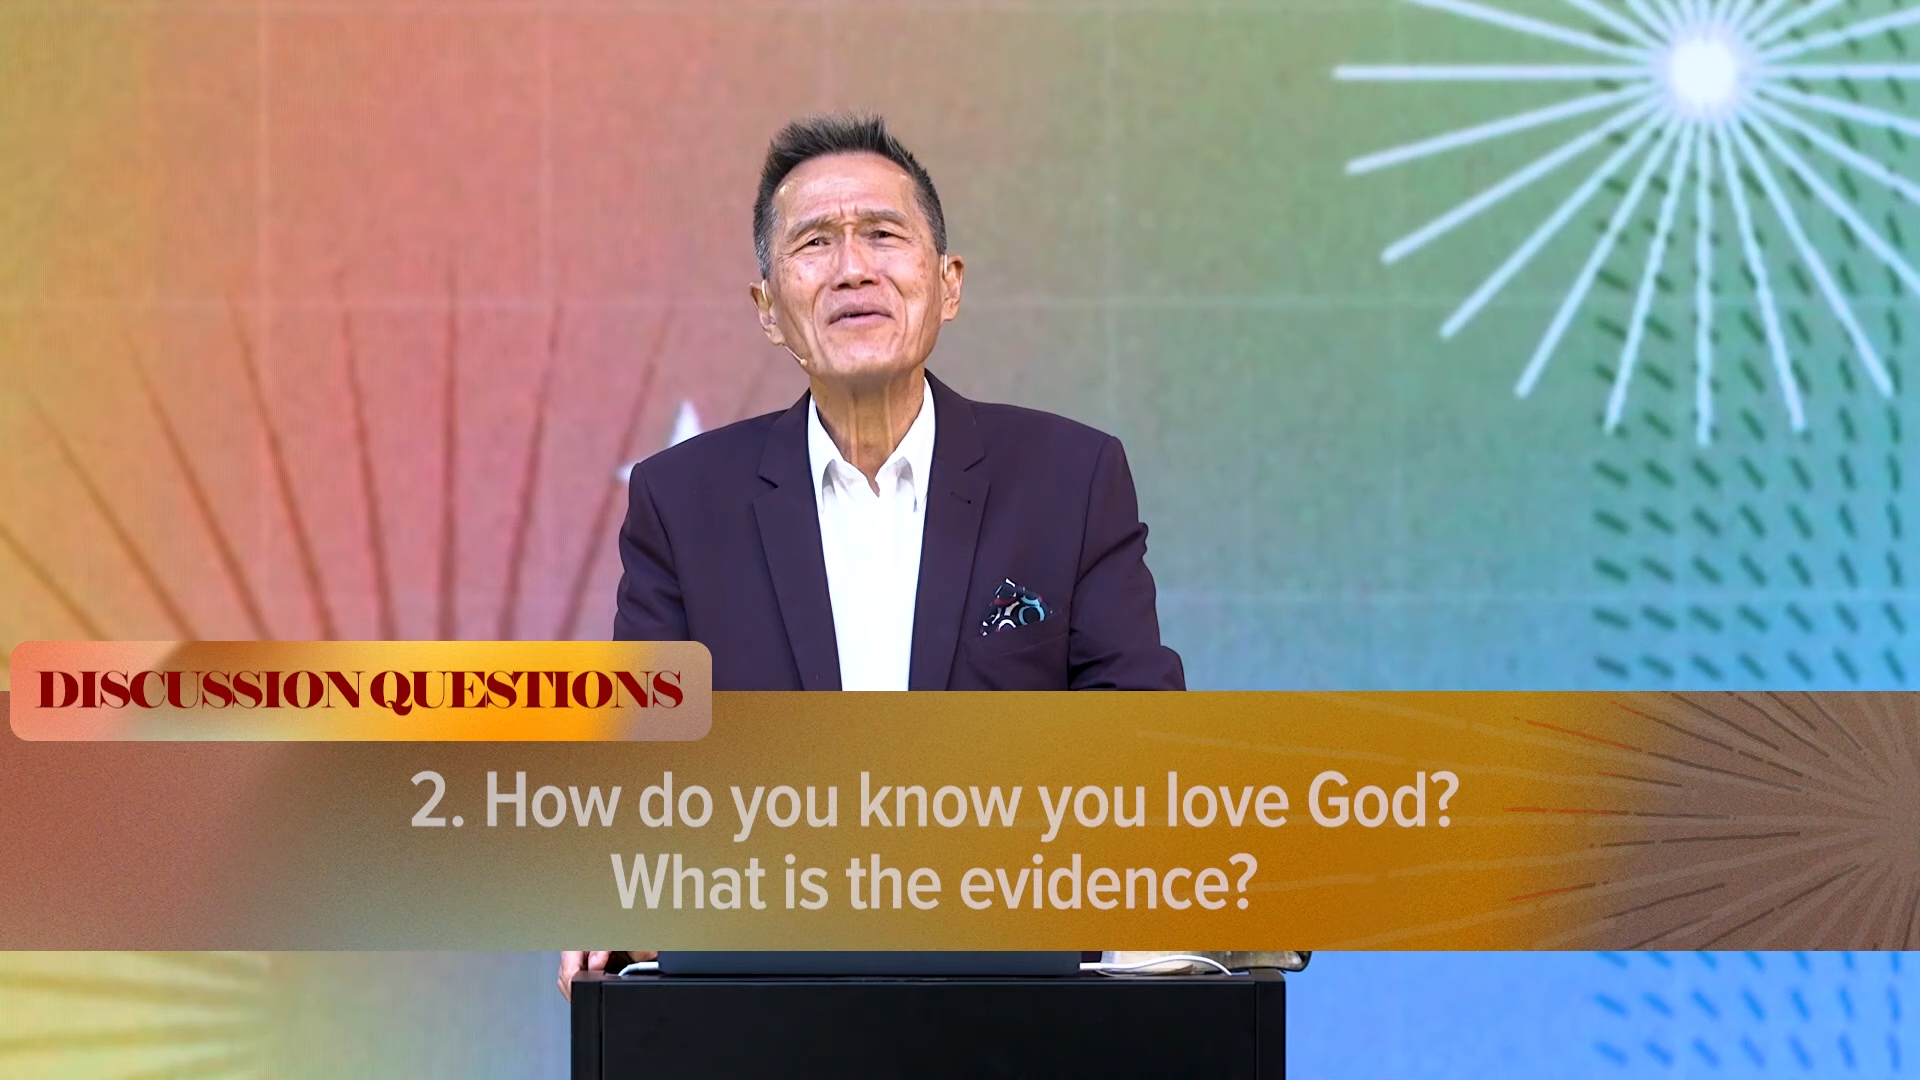 DISCUSSION QUESTIONS
2. How do you know you love God?
What is the evidence?